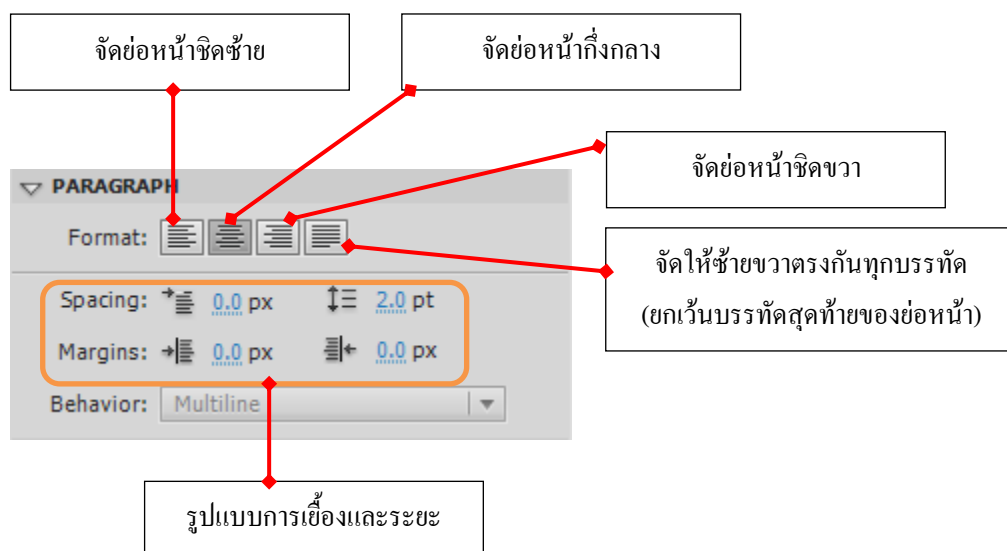 จัดย่อหน้าชิดซ้าย
จัดย่อหน้ากึ่งกลาง
จัดย่อหน้าชิดขวา
PARAGRAPH
Format:
จัดให้ซ้ายขวาตรงกันทุกบรรทัด
(ยกเว้นบรรทัดสุดท้ายของย่อหน้า)
Spacing: 0.0 px 2.0 pt
Margins: 0.0 px 0.0 px
Behavior: Multiline
รูปแบบการเยื้องและระยะ